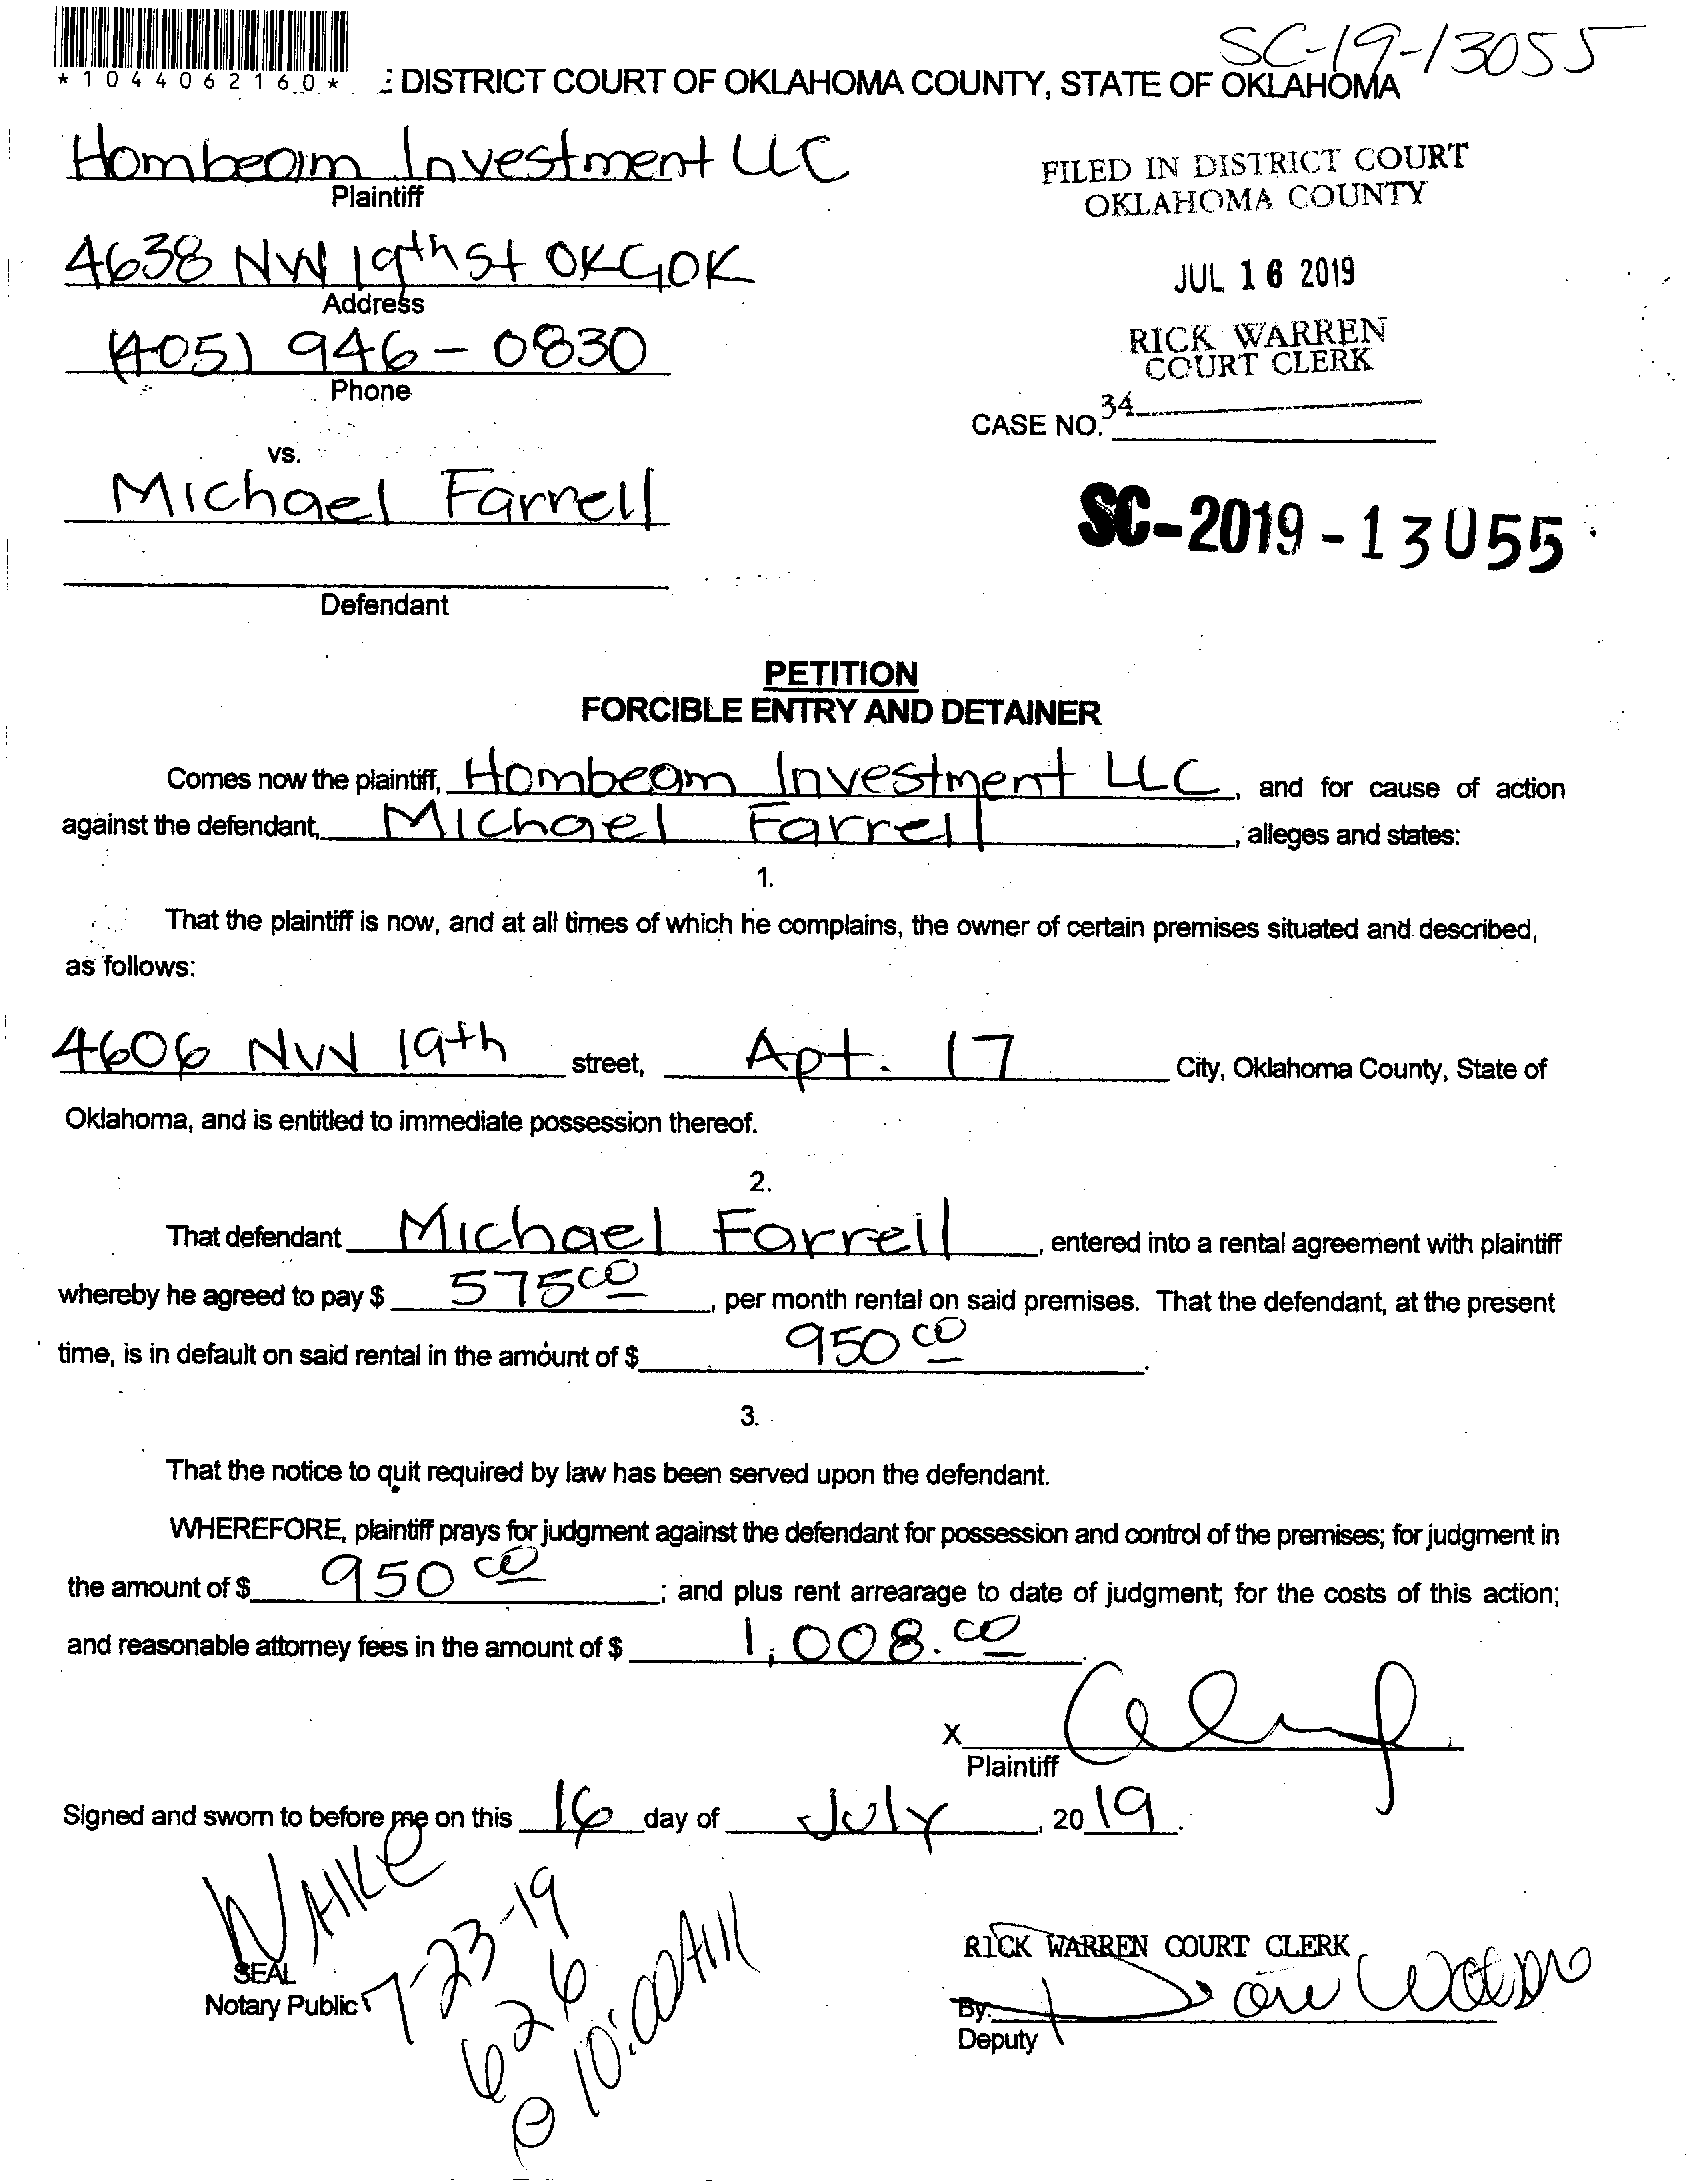 SC-19-13055
*1044062160*
E DISTRICT COURT OF OKLAHOMA COUNTY, STATE OF OKLAHOMA
Hombeam Investment LLC
Plaintiff
FILED IN DISTRICT COURT
OKLAHOMA COUNTY
4638 NW 19th St OKC OK
Address
JUL 16 2019
(405) 946-0830
Phone
RICK WARREN
COURT CLERK
34
CASE NO.
vs.
Michael Farrell
SC-2019-13055
Defendant
PETITION
FORCIBLE ENTRY AND DETAINER
Comes now the plaintiff, Hombeam Investment LLC, and for cause of action
against the defendant, Michael Farrell, alleges and states:
1.
That the plaintiff is now, and at all times of which he complains, the owner of certain premises situated and described,
as follows:
4606 NW 19th street, Apt. 17 City, Oklahoma County, State of
Oklahoma, and is entitled to immediate possession thereof.
2.
That defendant Michael Farrell, entered into a rental agreement with plaintiff
whereby he agreed to pay $ 575 00, per month rental on said premises. That the defendant, at the present
time, is in default on said rental in the amount of $ 950 00.
3.
That the notice to quit required by law has been served upon the defendant.
WHEREFORE, plaintiff prays for judgment against the defendant for possession and control of the premises; for judgment in
the amount of $ 950 00; and plus rent arrearage to date of judgment; for the costs of this action;
and reasonable attorney fees in the amount of $ 1,008.00.
X
Plaintiff
Signed and sworn to before me on this 16 day of July, 2019.
7-23-19
626
@ 10:00AM
SEAL
Notary Public
RICK WARREN COURT CLERK
By:
Deputy